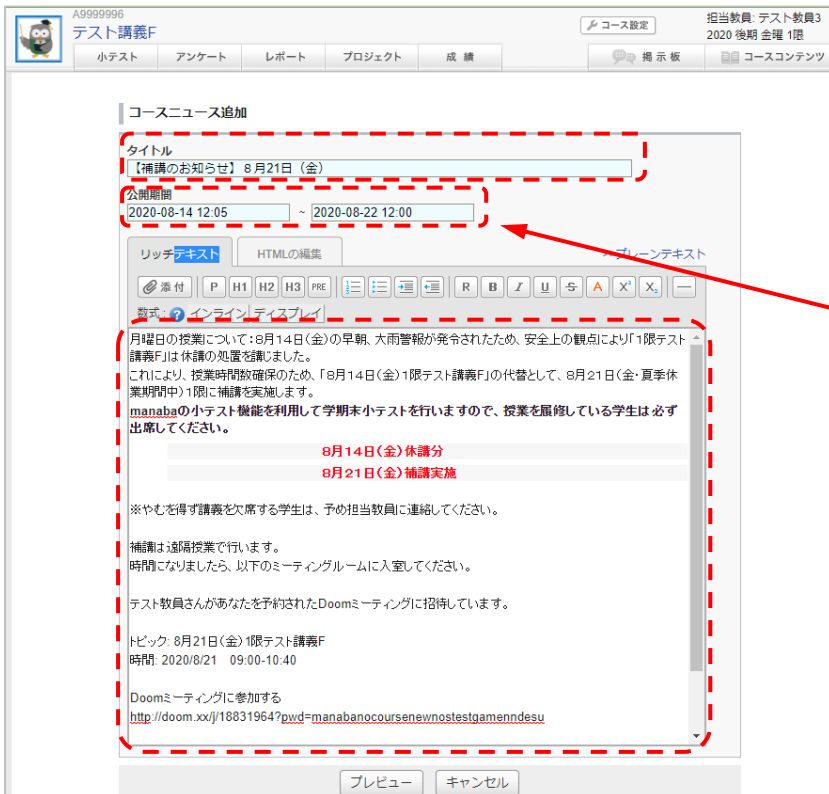 A9999996
テスト講義F
コース設定
担当教員: テスト教員3
2020 後期 金曜 1限
小テスト アンケート レポート プロジェクト 成績 掲示板 コースコンテンツ
コースニュース追加
タイトル
【補講のお知らせ】8月21日（金）
公開期間
2020-08-14 12:05 ~ 2020-08-22 12:00
リッチテキスト HTMLの編集 プレーンテキスト
添付 P H1 H2 H3 PRE R B I U S A X² X₂ —
数式: ? インライン ディスプレイ
月曜日の授業について：8月14日（金）の早朝、大雨警報が発令されたため、安全上の観点により「1限テスト
講義F」は休講の処置を講じました。
これにより、授業時間数確保のため、「8月14日（金）1限テスト講義F」の代替として、8月21日（金・夏季休
業期間中）1限に補講を実施します。
manabaの小テスト機能を利用して学期末小テストを行いますので、授業を履修している学生は必ず
出席してください。
8月14日（金）休講分
8月21日（金）補講実施
※やむを得ず講義を欠席する学生は、予め担当教員に連絡してください。
補講は遠隔授業で行います。
時間になりましたら、以下のミーティングルームに入室してください。
テスト教員さんがあなたを予約されたDoomミーティングに招待しています。
トピック: 8月21日（金）1限テスト講義F
時間: 2020/8/21 09:00-10:40
Doomミーティングに参加する
http://doom.xx/j/18831964?pwd=manabanocoursenewnostestgamenndesu
プレビュー キャンセル